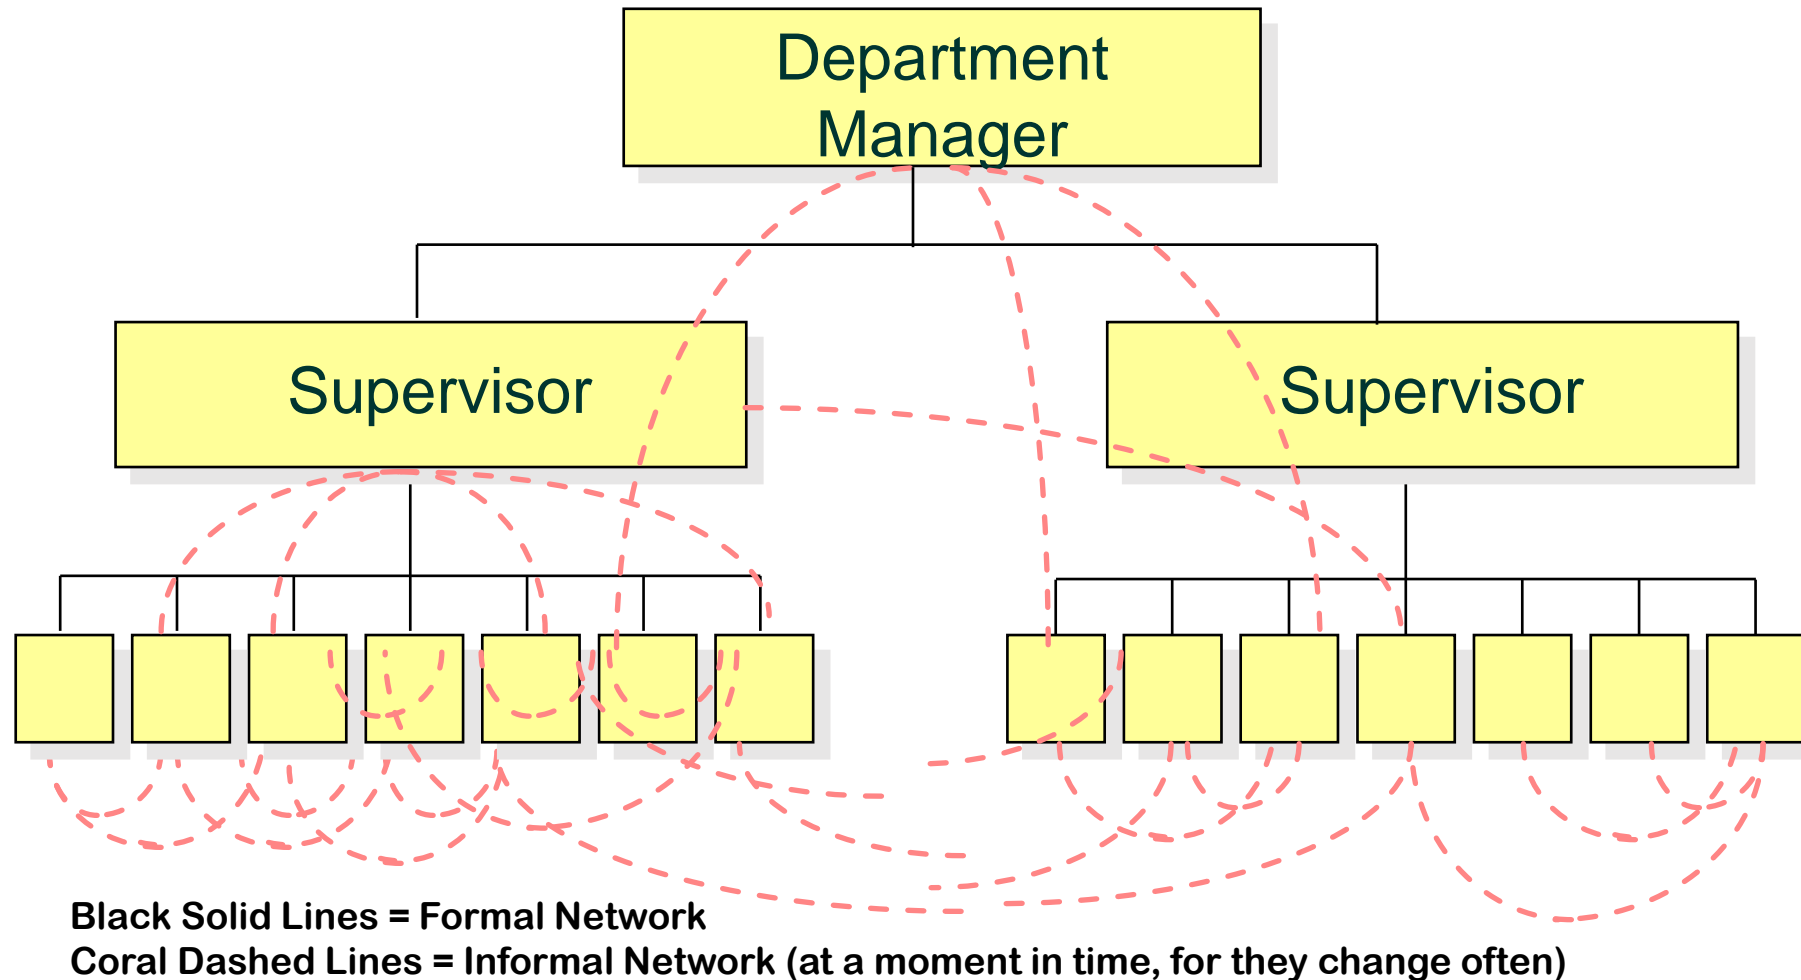 Department
Manager
Supervisor
Supervisor
Black Solid Lines = Formal Network
Coral Dashed Lines = Informal Network (at a moment in time, for they change often)